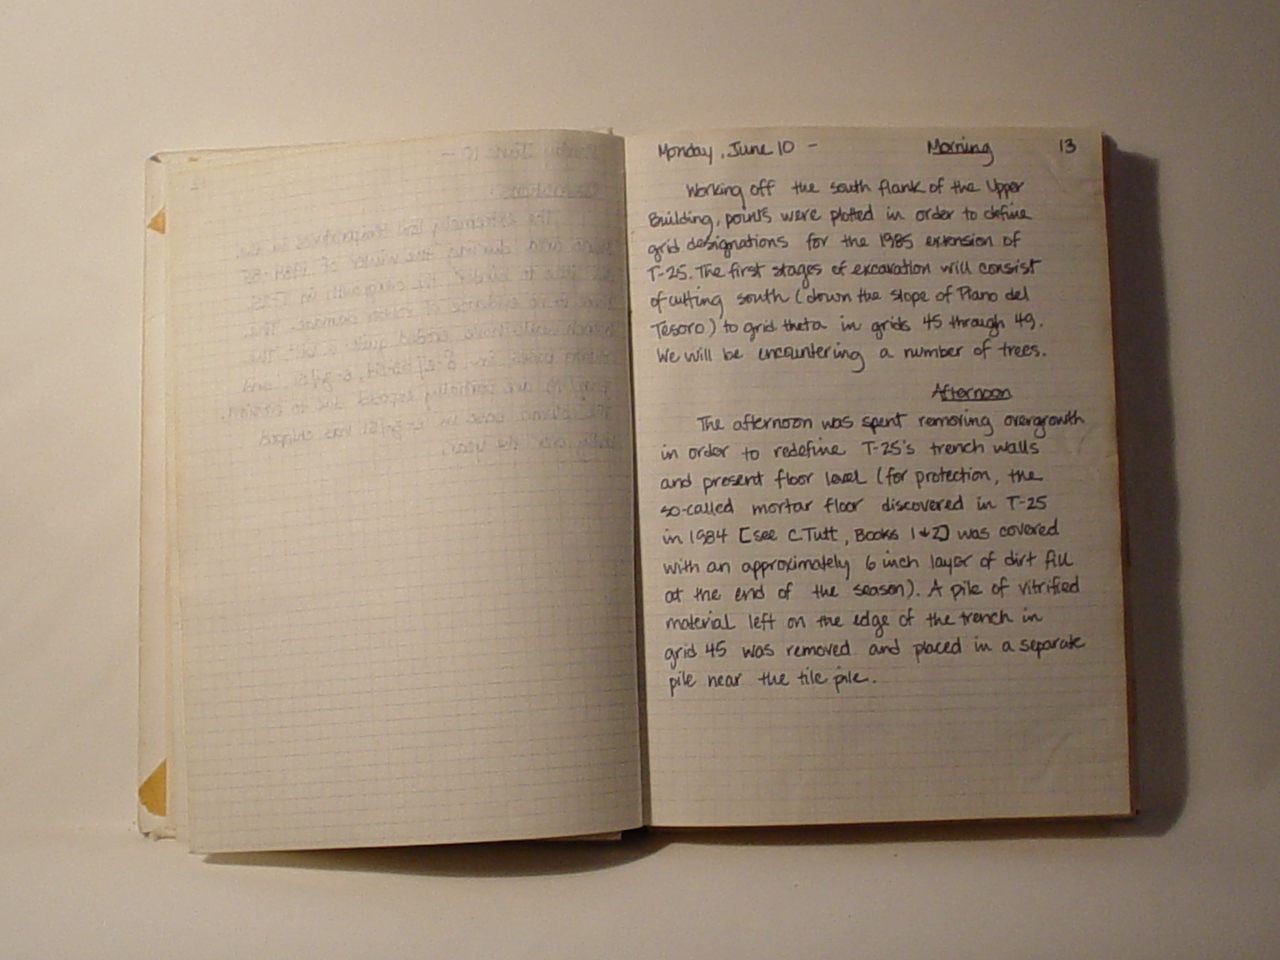 Monday, June 10 - Morning 13
Working off the south flank of the Upper
Building, points were plotted in order to define
grid designations for the 1985 extension of
T-25. The first stages of excavation will consist
of cutting south (down the slope of Piano del
Tesoro) to grid theta in grids 45 through 49.
We will be encountering a number of trees.
Afternoon
The afternoon was spent removing overgrowth
in order to redefine T-25's trench walls
and present floor level (for protection, the
so-called mortar floor discovered in T-25
in 1984 [see C. Tutt, Books 1 & 2] was covered
with an approximately 6 inch layer of dirt fill
at the end of the season). A pile of vitrified
material left on the edge of the trench in
grid 45 was removed and placed in a separate
pile near the tile pile.